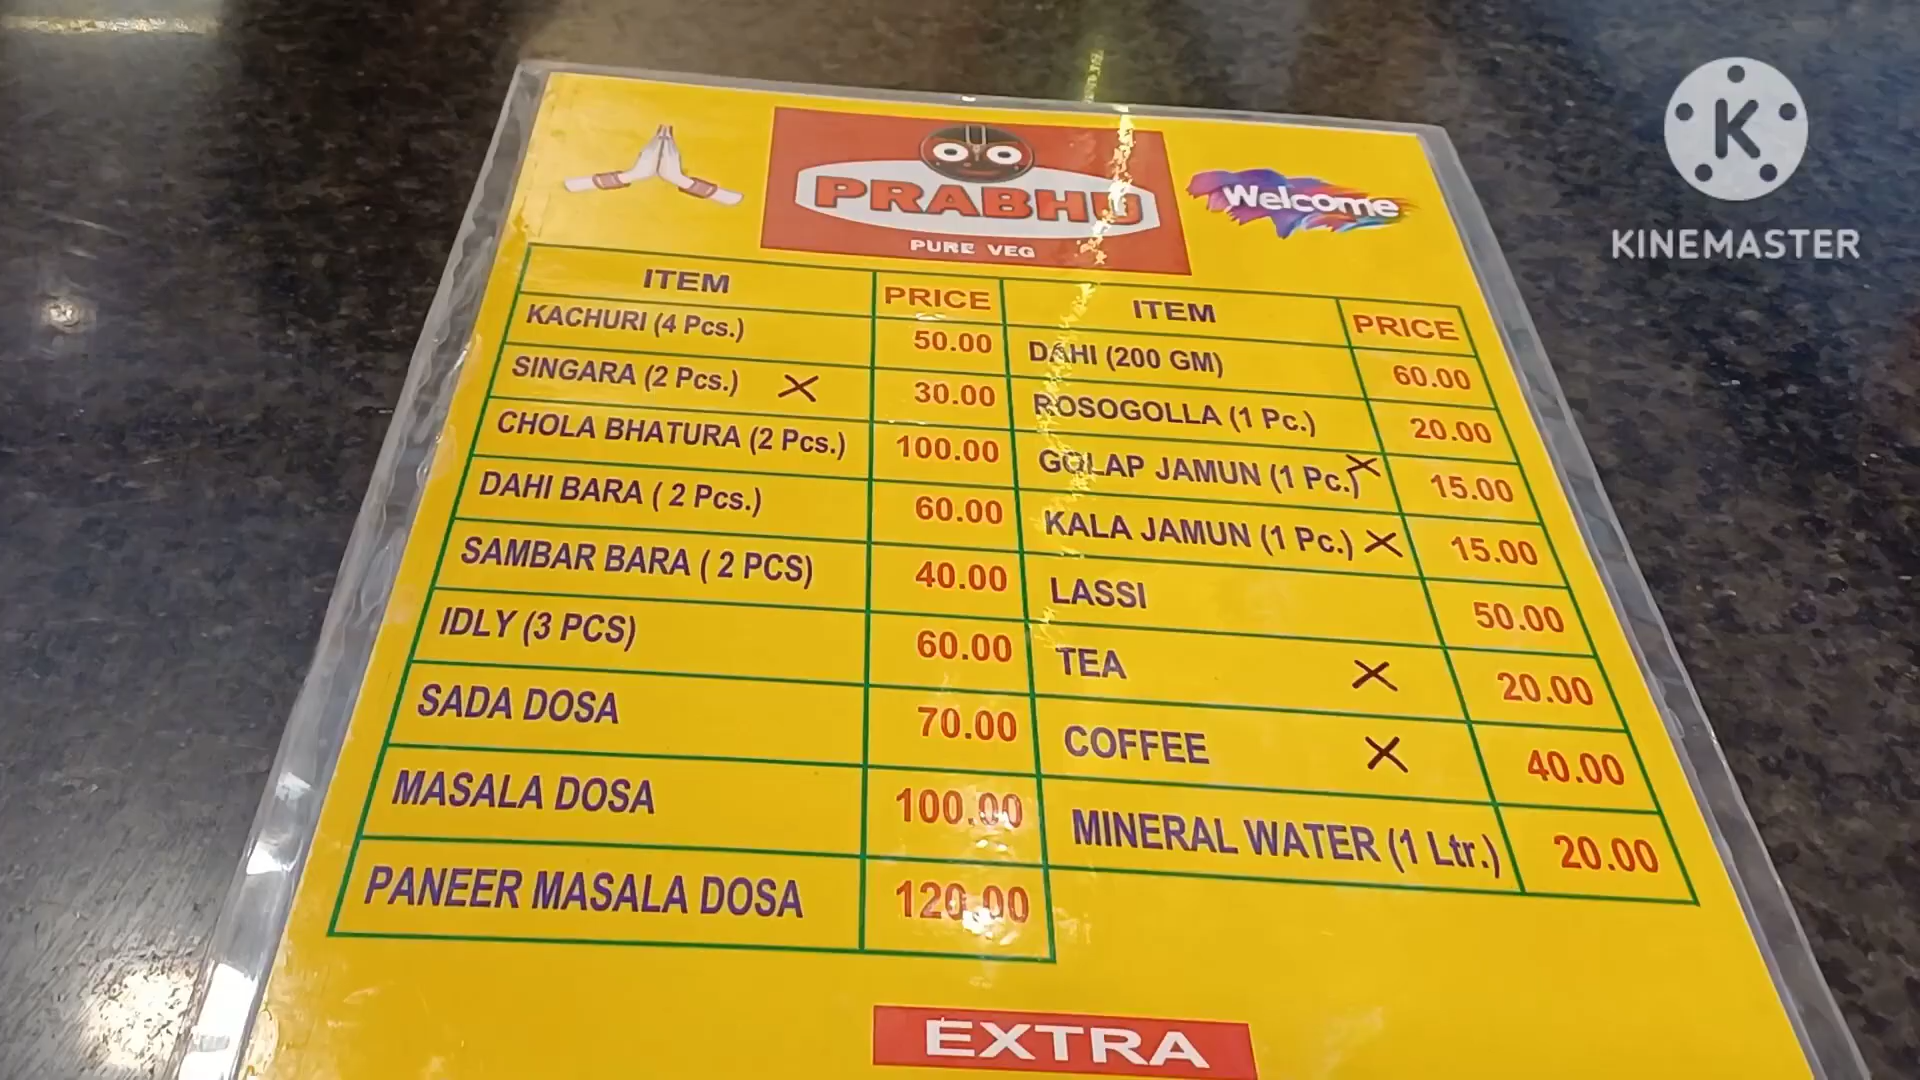 PRABHU
PURE VEG
Welcome
K
KINEMASTER
ITEM PRICE
KACHURI (4 Pcs.) 50.00
SINGARA (2 Pcs.) X 30.00
CHOLA BHATURA (2 Pcs.) 100.00
DAHI BARA ( 2 Pcs.) 60.00
SAMBAR BARA ( 2 PCS) 40.00
IDLY (3 PCS) 60.00
SADA DOSA 70.00
MASALA DOSA 100.00
PANEER MASALA DOSA 120.00
ITEM PRICE
DAHI (200 GM) 60.00
ROSOGOLLA (1 Pc.) 20.00
GOLAP JAMUN (1 Pc.) X 15.00
KALA JAMUN (1 Pc.) X 15.00
LASSI 50.00
TEA X 20.00
COFFEE X 40.00
MINERAL WATER (1 Ltr.) 20.00
EXTRA